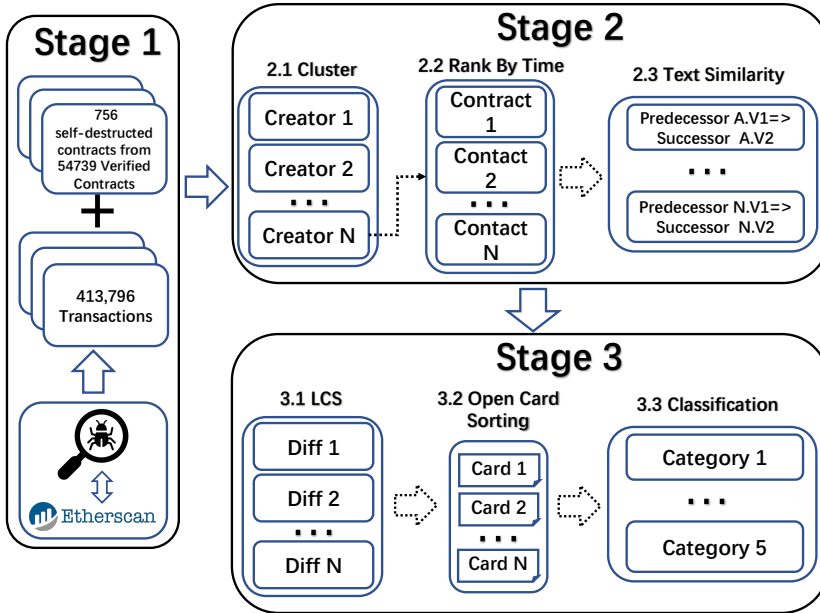 Stage 1
756
self-destructed
contracts from
54739 Verified
Contracts
413,796
Transactions
Etherscan
Stage 2
2.1 Cluster
Creator 1
Creator 2
...
Creator N
2.2 Rank By Time
Contract
1
Contact
2
...
Contact
N
2.3 Text Similarity
Predecessor A.V1=>
Successor A.V2
...
Predecessor N.V1=>
Successor N.V2
Stage 3
3.1 LCS
Diff 1
Diff 2
...
Diff N
3.2 Open Card
Sorting
Card 1
Card 2
...
Card N
3.3 Classification
Category 1
...
Category 5